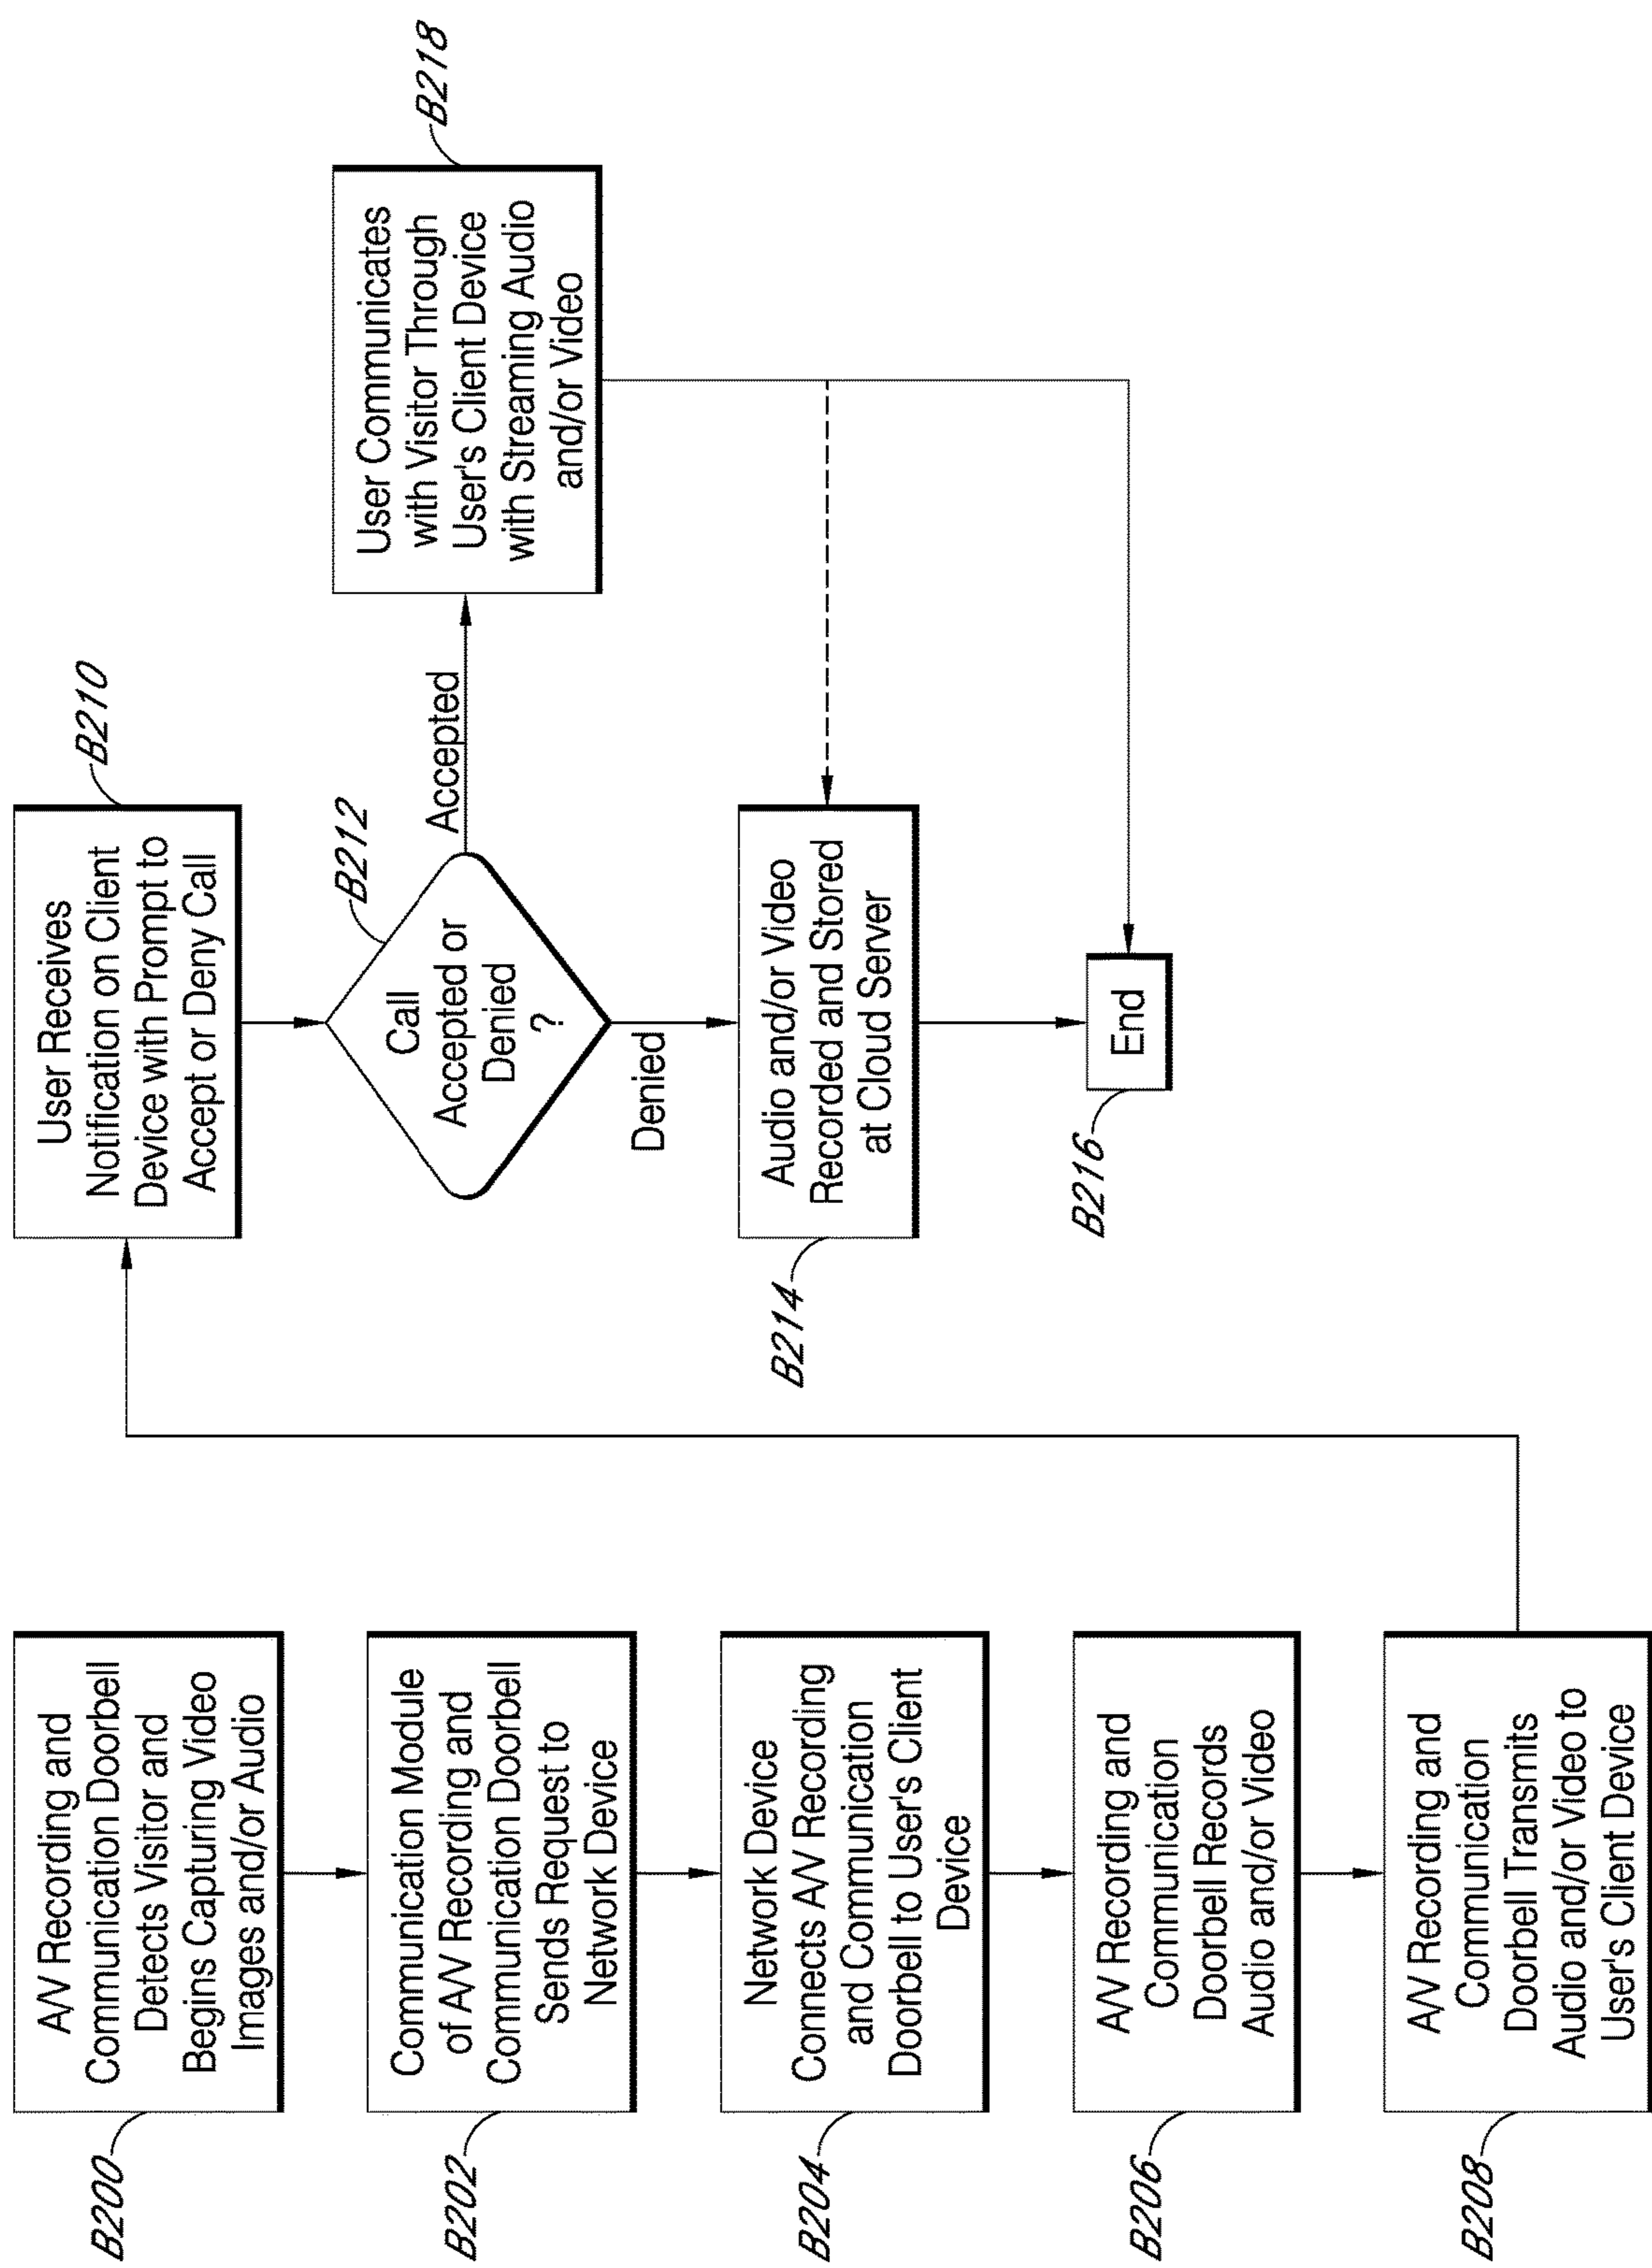 B200
A/V Recording and
Communication Doorbell
Detects Visitor and
Begins Capturing Video
Images and/or Audio
B202
Communication Module
of A/V Recording and
Communication Doorbell
Sends Request to
Network Device
B204
Network Device
Connects A/V Recording
and Communication
Doorbell to User's Client
Device
B206
A/V Recording and
Communication
Doorbell Records
Audio and/or Video
B208
A/V Recording and
Communication
Doorbell Transmits
Audio and/or Video to
User's Client Device
B210
User Receives
Notification on Client
Device with Prompt to
Accept or Deny Call
B212
Call
Accepted or
Denied
?
Accepted
Denied
B218
User Communicates
with Visitor Through
User's Client Device
with Streaming Audio
and/or Video
B214
Audio and/or Video
Recorded and Stored
at Cloud Server
B216
End